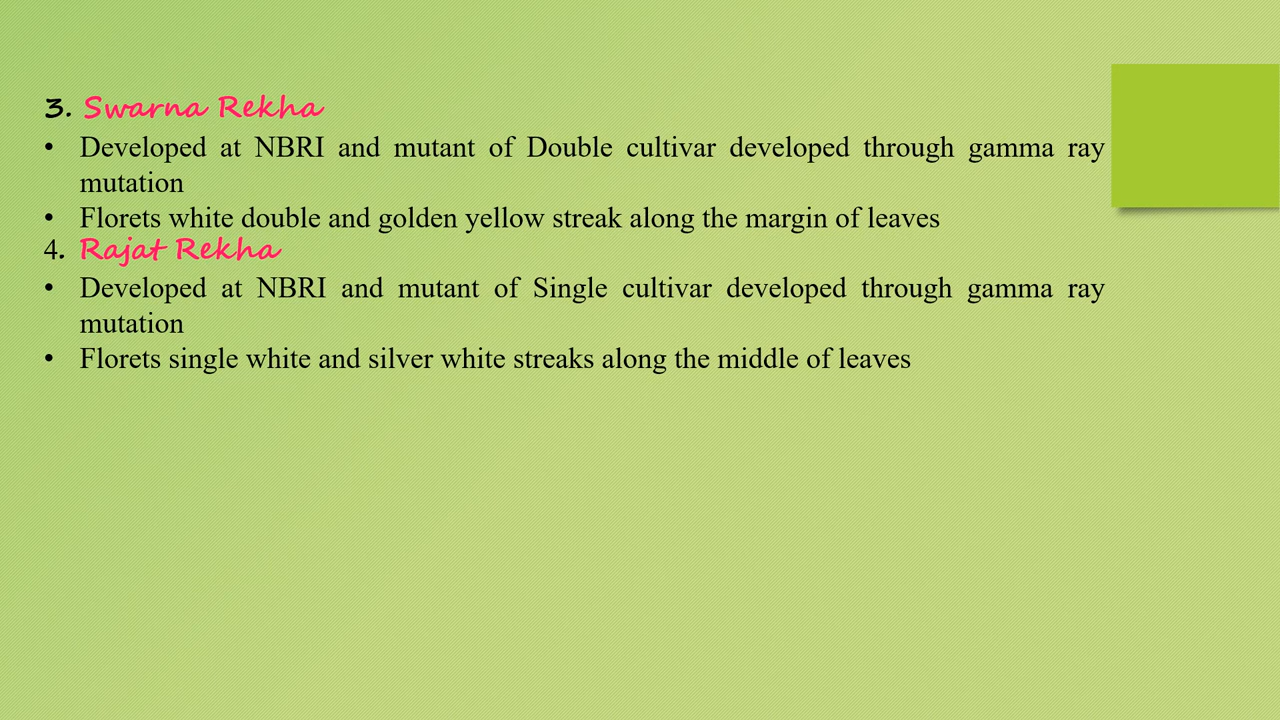 3. Swarna Rekha
• Developed at NBRI and mutant of Double cultivar developed through gamma ray
mutation
• Florets white double and golden yellow streak along the margin of leaves
4. Rajat Rekha
• Developed at NBRI and mutant of Single cultivar developed through gamma ray
mutation
• Florets single white and silver white streaks along the middle of leaves